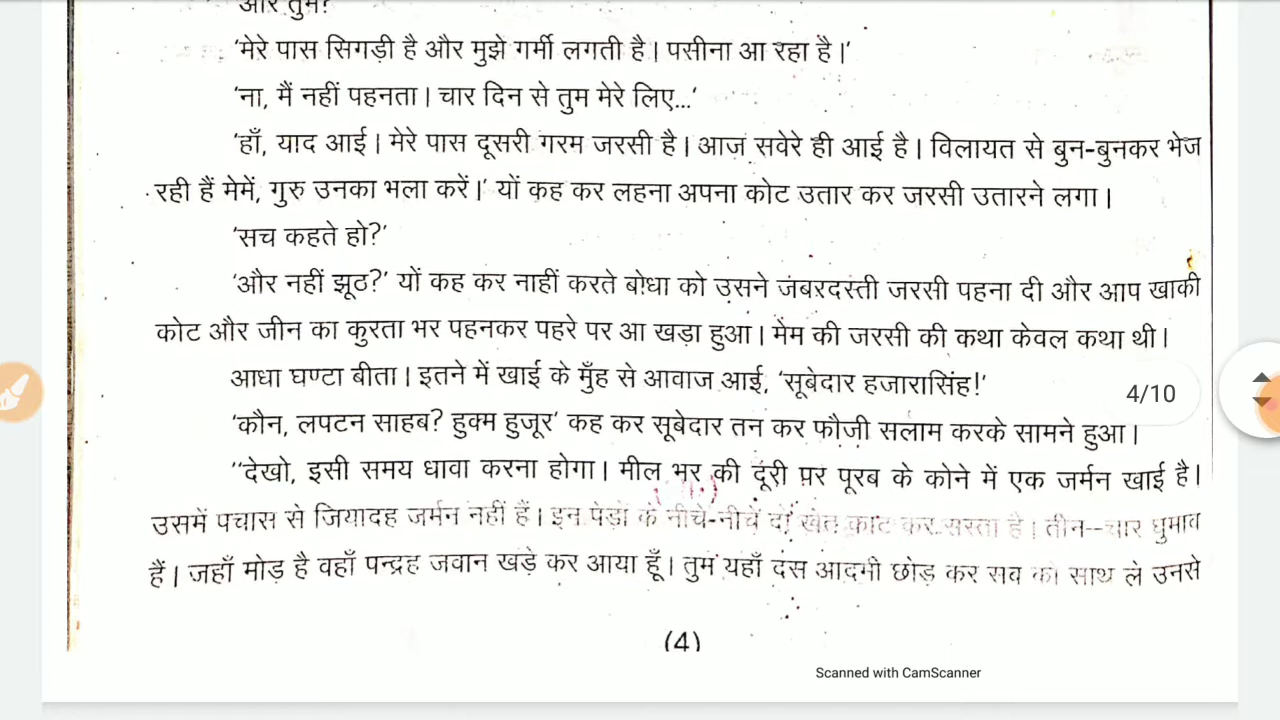 और तुम?
'मेरे पास सिगड़ी है और मुझे गर्मी लगती है। पसीना आ रहा है।'
'ना, मैं नहीं पहनता। चार दिन से तुम मेरे लिए...'
'हाँ, याद आई। मेरे पास दूसरी गरम जरसी है। आज सवेरे ही आई है। विलायत से बुन-बुनकर भेज
रही हैं मेमें, गुरु उनका भला करें।' यों कह कर लहना अपना कोट उतार कर जरसी उतारने लगा।
'सच कहते हो?'
'और नहीं झूठ?' यों कह कर नाहीं करते बोधा को उसने जबरदस्ती जरसी पहना दी और आप खाकी
कोट और जीन का कुरता भर पहनकर पहरे पर आ खड़ा हुआ। मेम की जरसी की कथा केवल कथा थी।
आधा घण्टा बीता। इतने में खाई के मुँह से आवाज आई, 'सूबेदार हजारासिंह!'
4/10
'कौन, लपटन साहब? हुक्म हुजूर' कह कर सूबेदार तन कर फौजी सलाम करके सामने हुआ।
''देखो, इसी समय धावा करना होगा। मील भर की दूरी पर पूरब के कोने में एक जर्मन खाई है।
उसमें पचास से जियादह जर्मन नहीं हैं। इन पेड़ों के नीचे-नीचे दो खेत काट कर रास्ता है। तीन--चार घुमाव
हैं। जहाँ मोड़ है वहाँ पन्द्रह जवान खड़े कर आया हूँ। तुम यहाँ दस आदमी छोड़ कर सब को साथ ले उनसे
(4)
Scanned with CamScanner